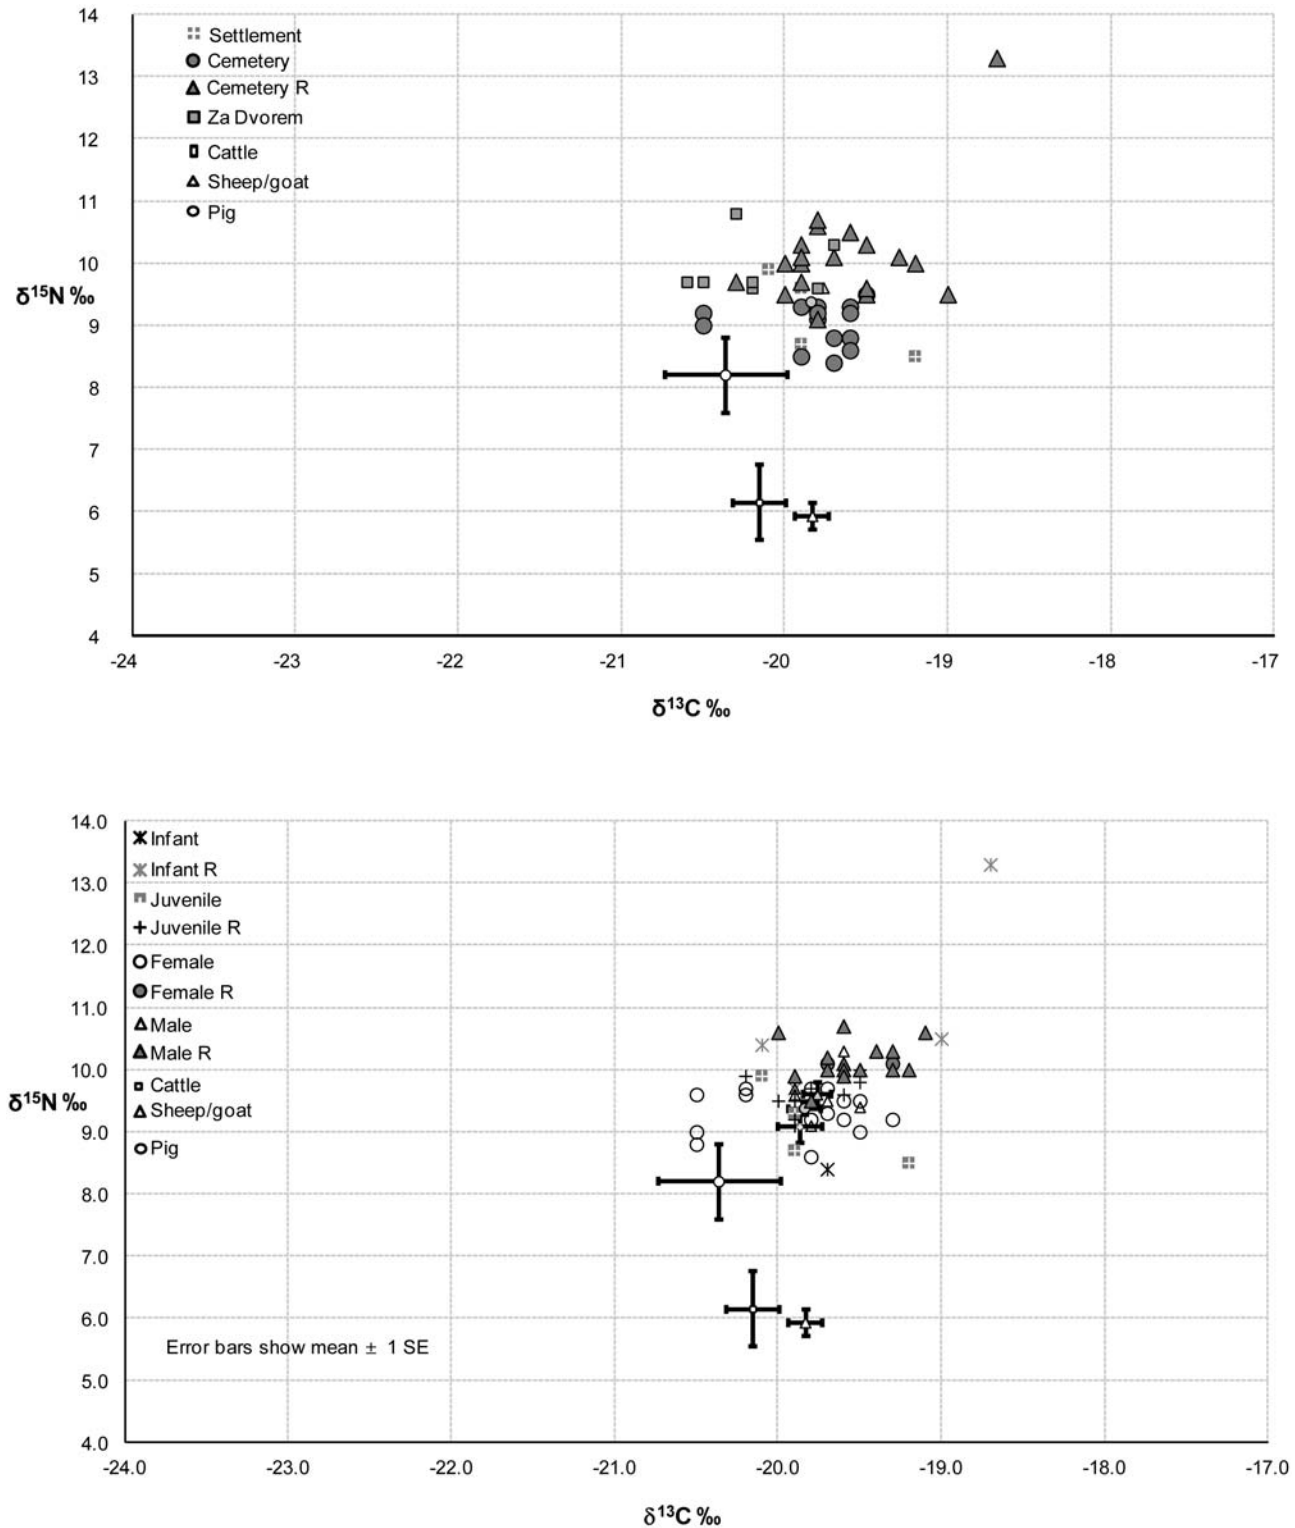 14
13
12
11
10
9
8
7
6
5
4
δ¹⁵N ‰
Settlement
Cemetery
Cemetery R
Za Dvorem
Cattle
Sheep/goat
Pig
-24 -23 -22 -21 -20 -19 -18 -17
δ¹³C ‰
14.0
13.0
12.0
11.0
10.0
9.0
8.0
7.0
6.0
5.0
4.0
δ¹⁵N ‰
Infant
Infant R
Juvenile
Juvenile R
Female
Female R
Male
Male R
Cattle
Sheep/goat
Pig
Error bars show mean ± 1 SE
-24.0 -23.0 -22.0 -21.0 -20.0 -19.0 -18.0 -17.0
δ¹³C ‰